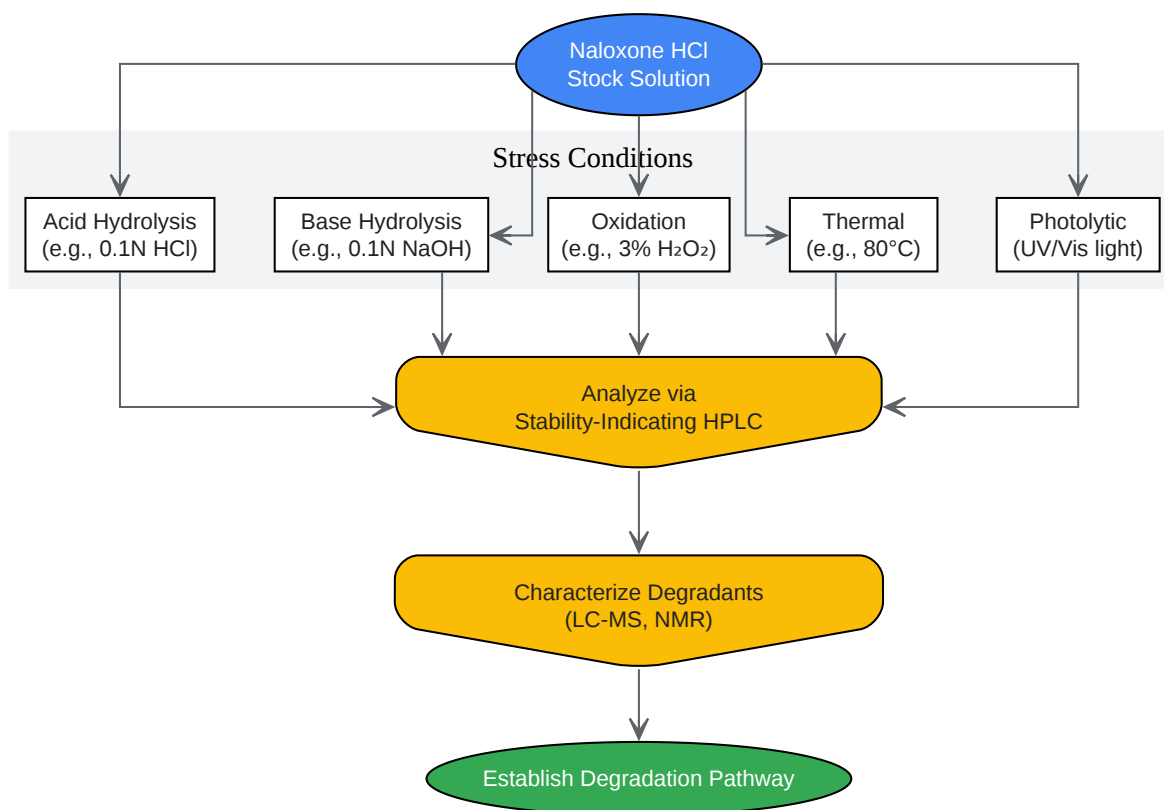 Naloxone HCl
Stock Solution
Stress Conditions
Acid Hydrolysis
(e.g., 0.1N HCl)
Base Hydrolysis
(e.g., 0.1N NaOH)
Oxidation
(e.g., 3% H₂O₂)
Thermal
(e.g., 80°C)
Photolytic
(UV/Vis light)
Analyze via
Stability-Indicating HPLC
Characterize Degradants
(LC-MS, NMR)
Establish Degradation Pathway